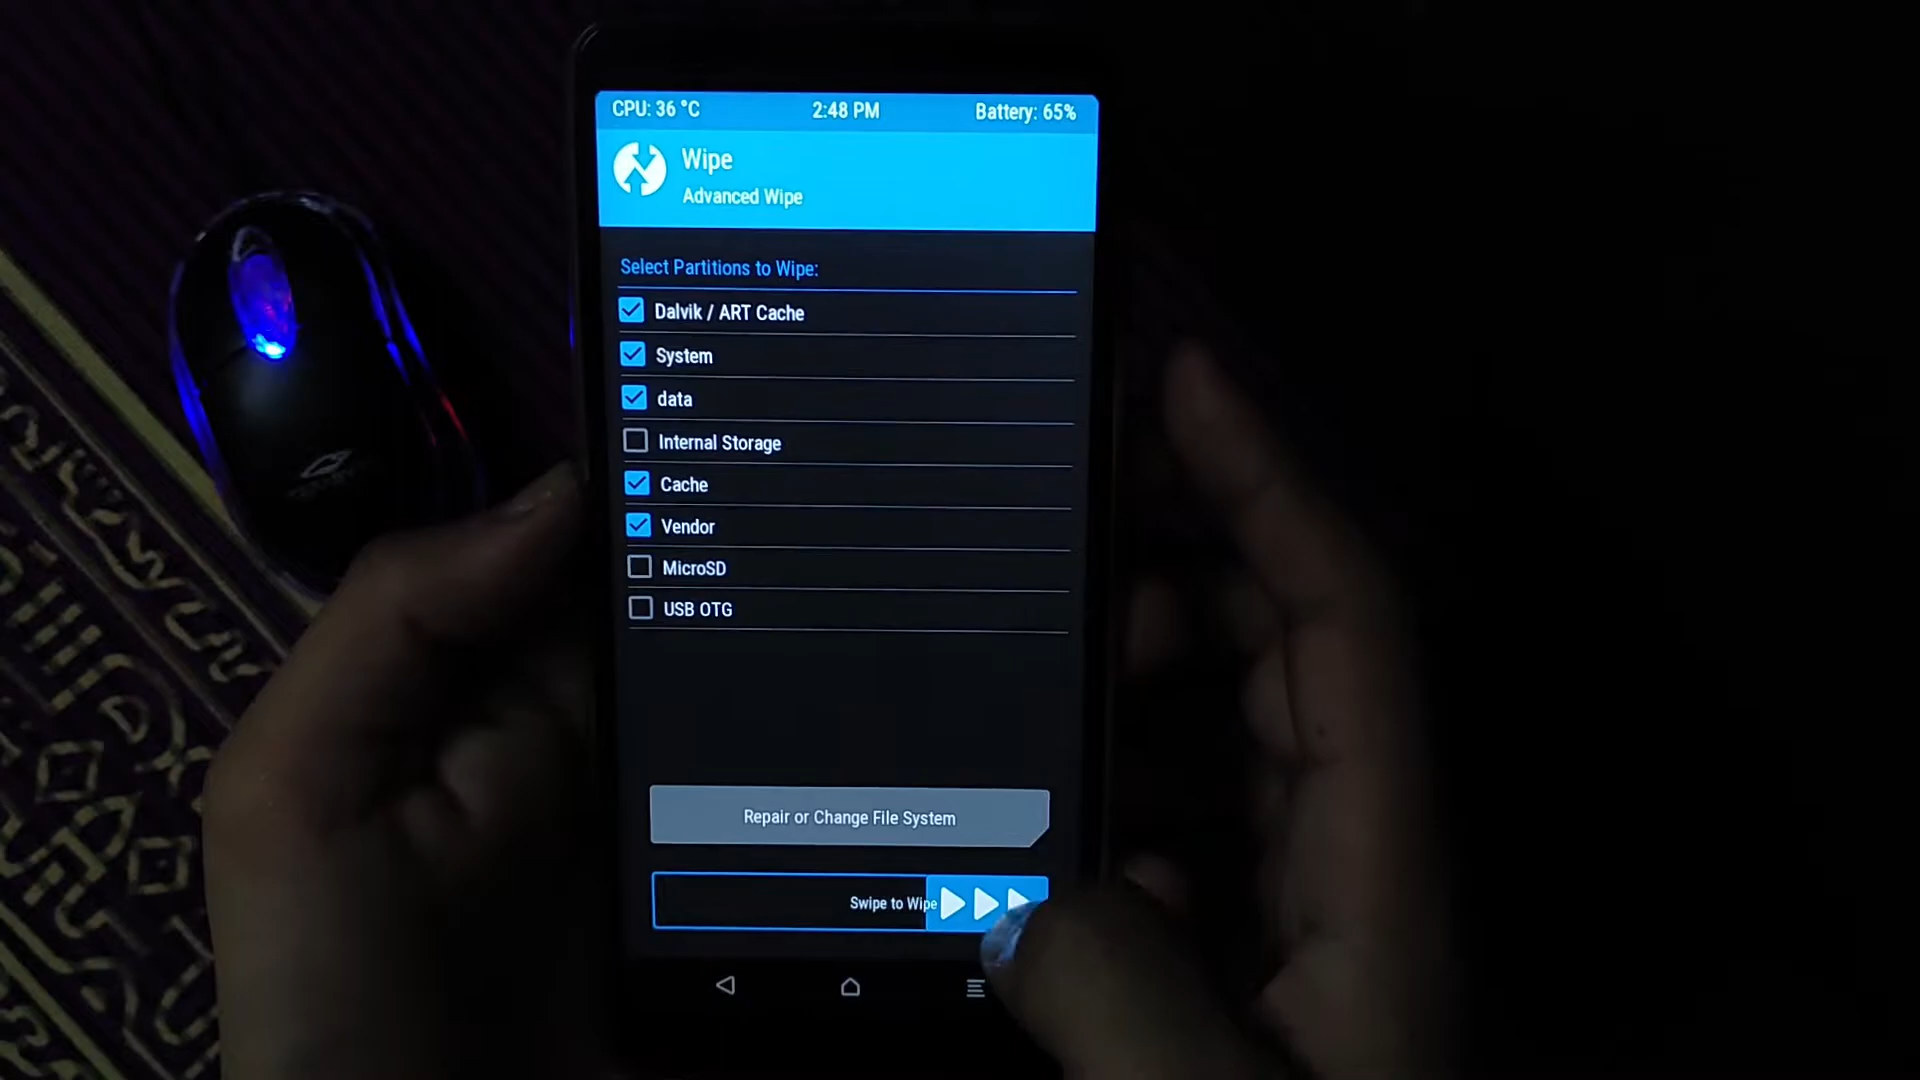 CPU: 36 °C 2:48 PM Battery: 65%
Wipe
Advanced Wipe
Select Partitions to Wipe:
Dalvik / ART Cache
System
data
Internal Storage
Cache
Vendor
MicroSD
USB OTG
Repair or Change File System
Swipe to Wipe